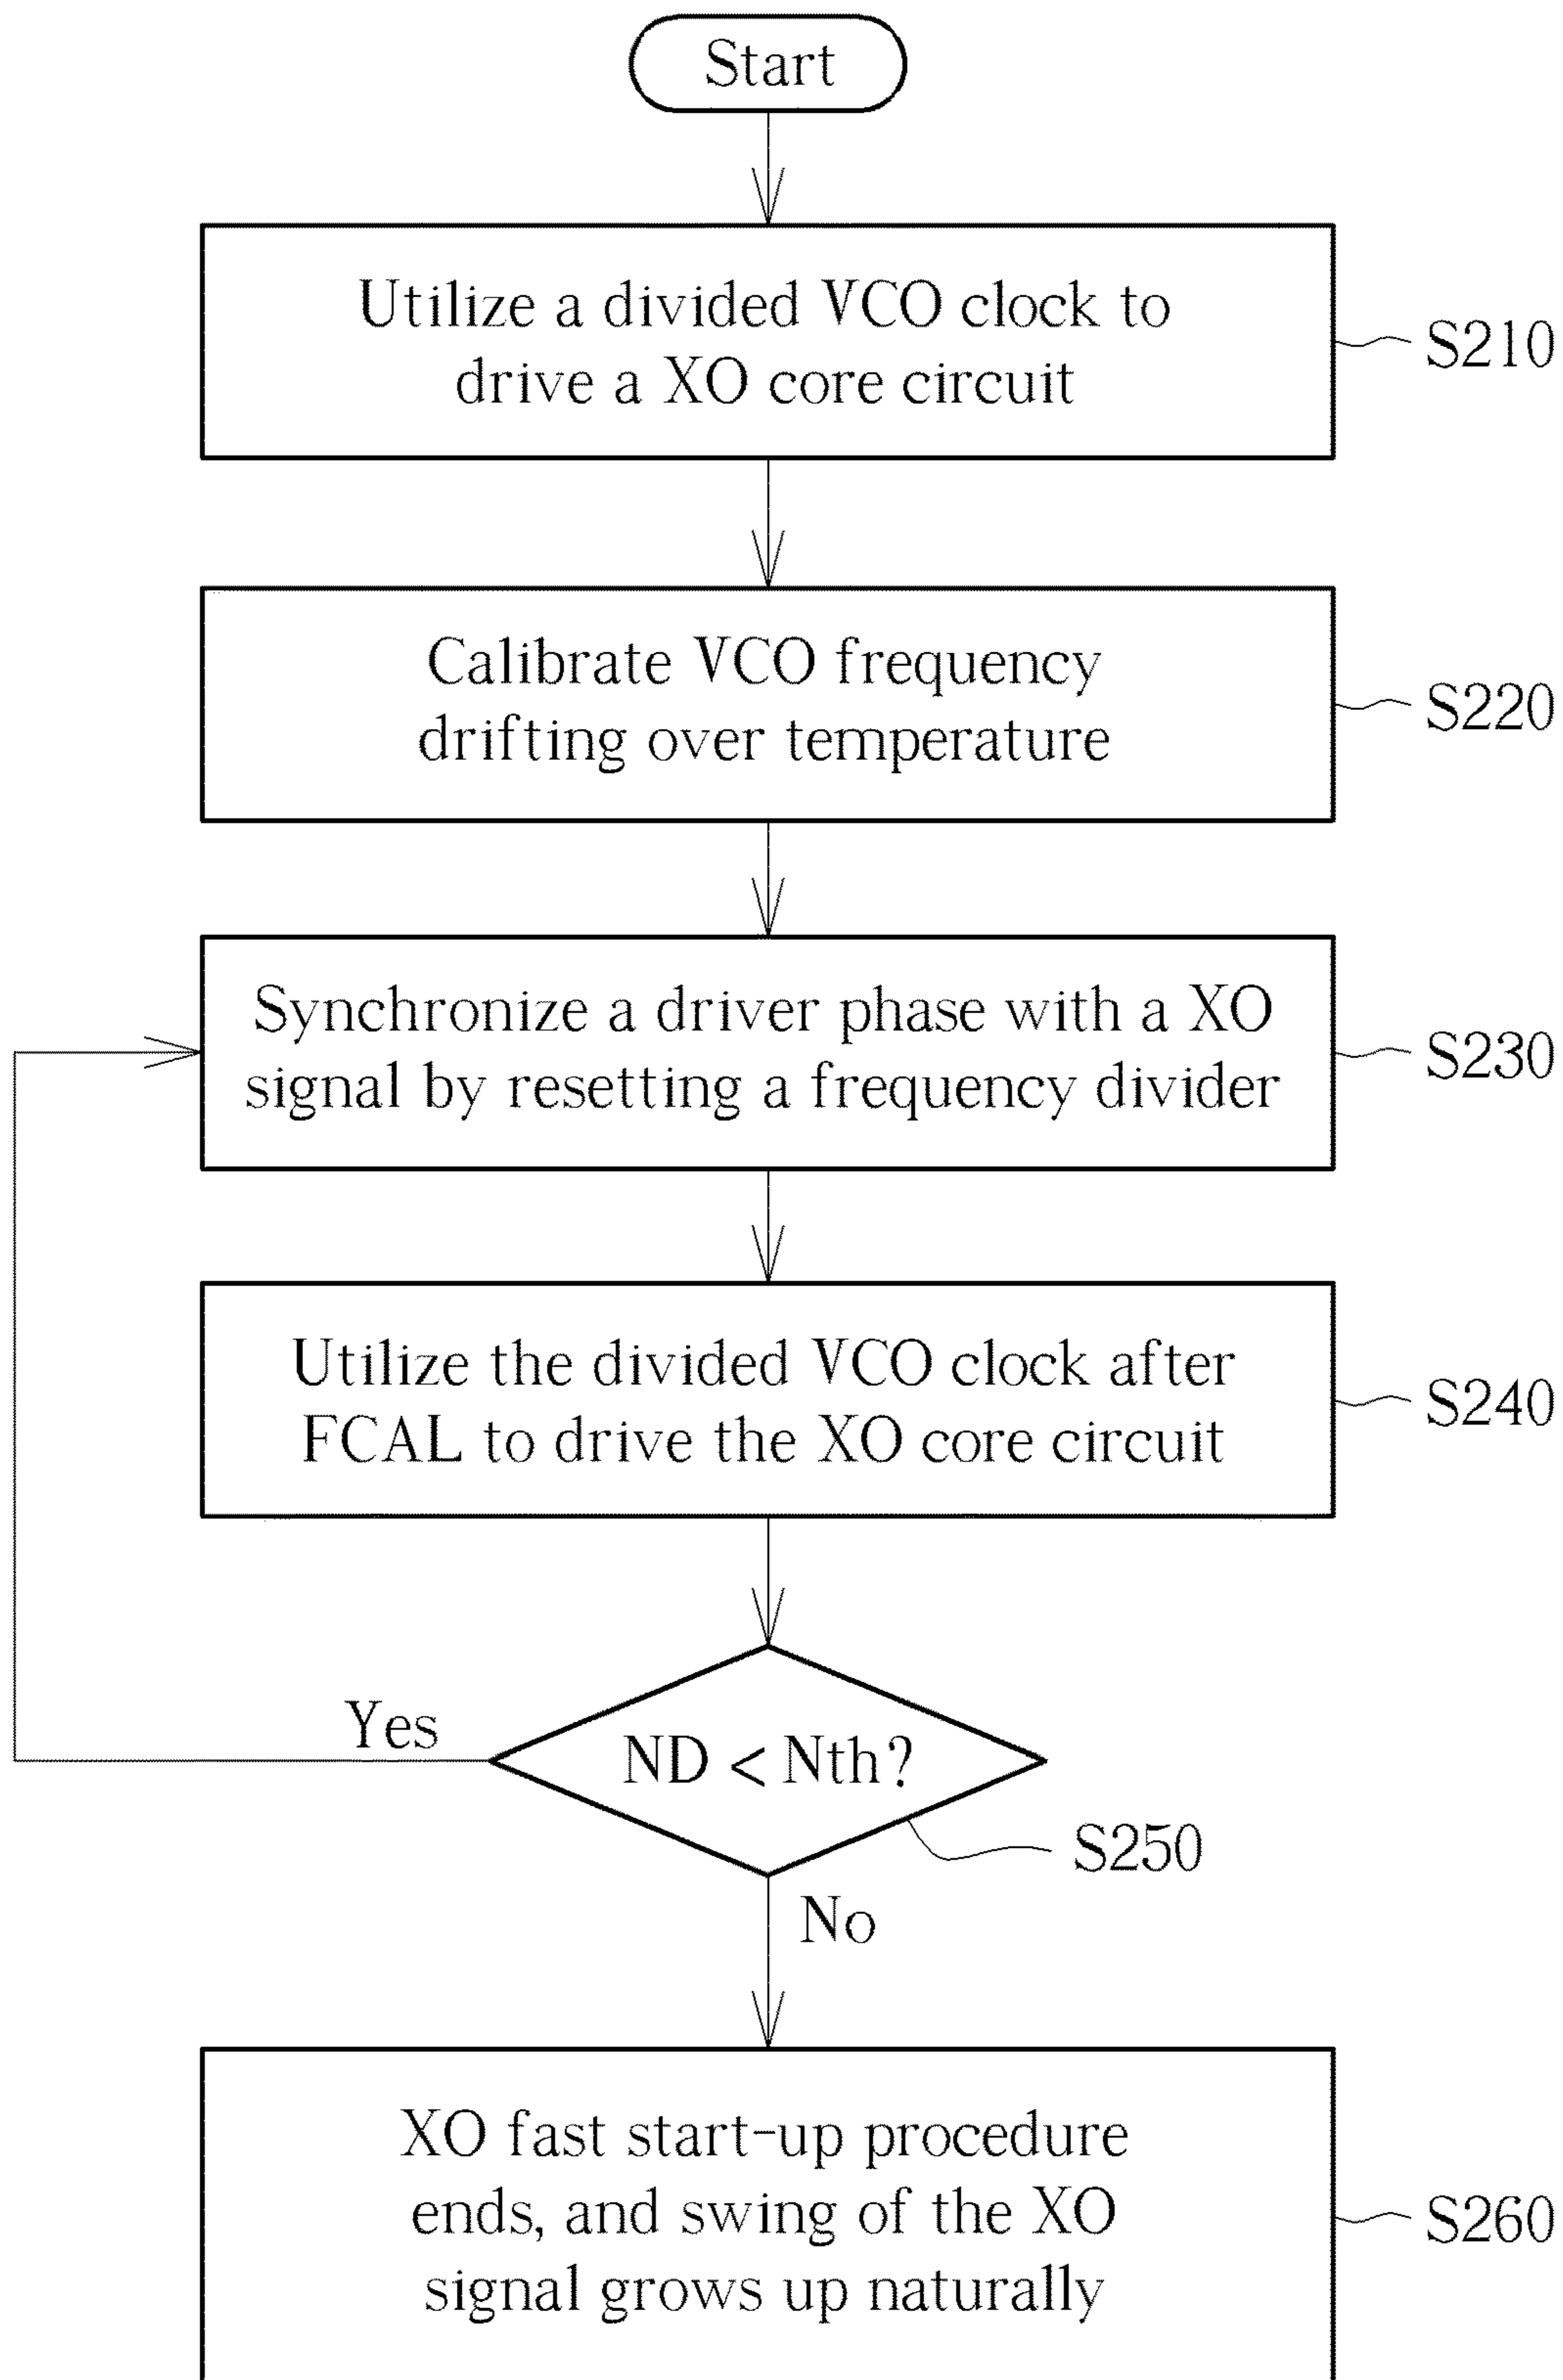 Start
Utilize a divided VCO clock to
drive a XO core circuit
S210
Calibrate VCO frequency
drifting over temperature
S220
Synchronize a driver phase with a XO
signal by resetting a frequency divider
S230
Utilize the divided VCO clock after
FCAL to drive the XO core circuit
S240
Yes
ND < Nth?
S250
No
XO fast start-up procedure
ends, and swing of the XO
signal grows up naturally
S260